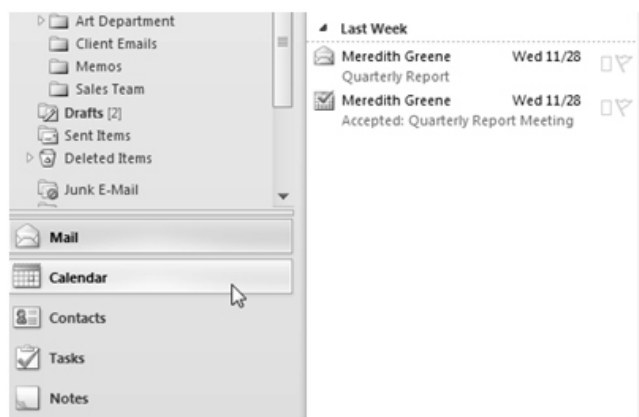 Art Department
Client Emails
Memos
Sales Team
Drafts [2]
Sent Items
Deleted Items
Junk E-Mail
Mail
Calendar
Contacts
Tasks
Notes
Last Week
Meredith Greene Wed 11/28
Quarterly Report
Meredith Greene Wed 11/28
Accepted: Quarterly Report Meeting